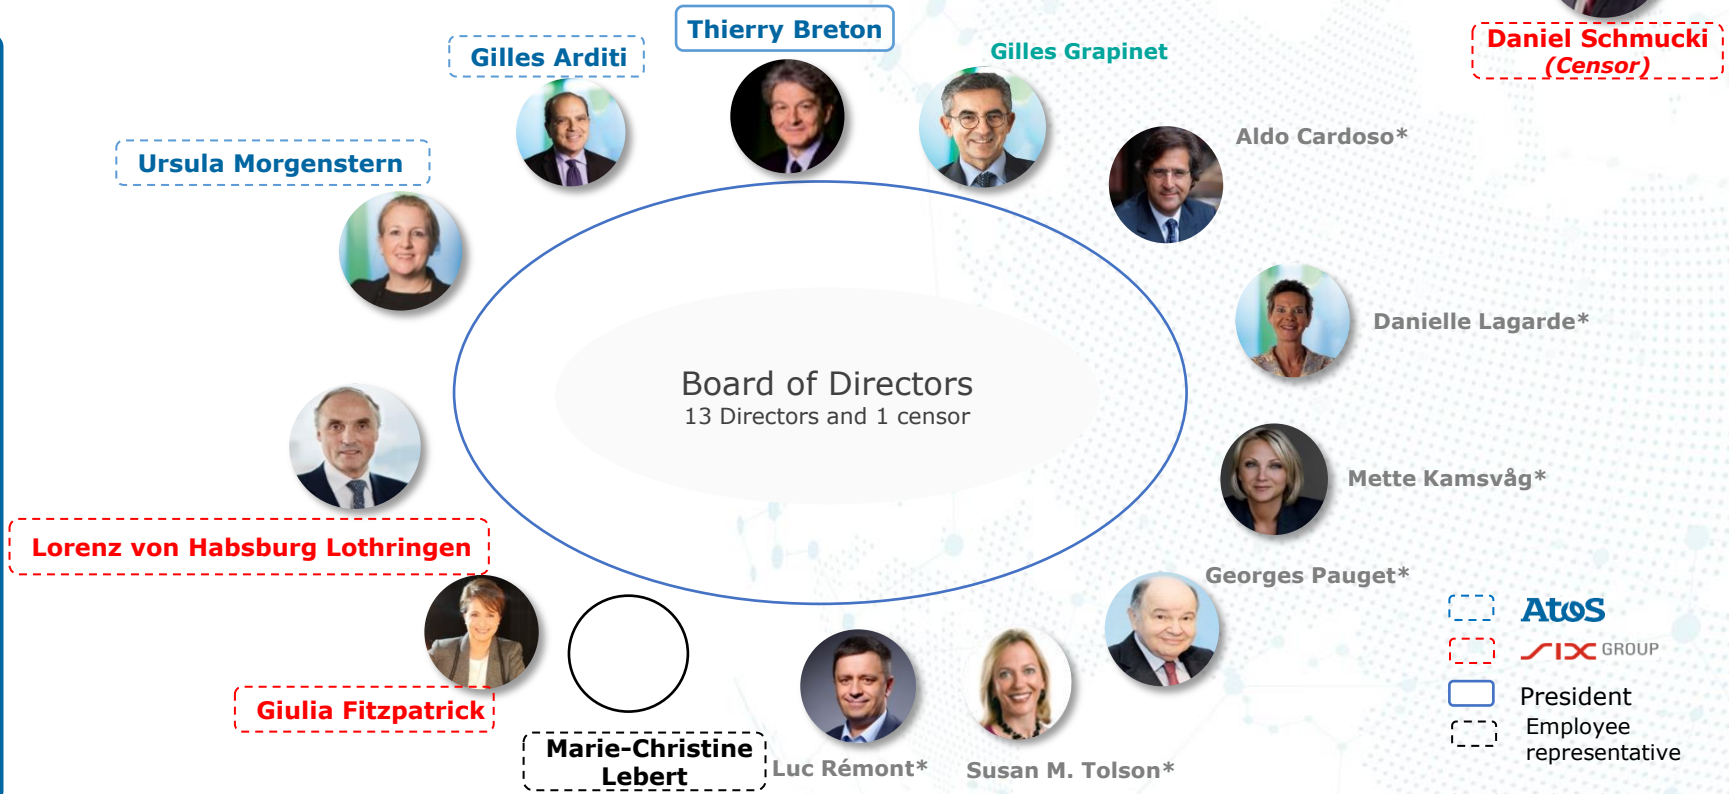 Thierry Breton
Gilles Arditi
Gilles Grapinet
Daniel Schmucki
(Censor)
Aldo Cardoso*
Ursula Morgenstern
Danielle Lagarde*
Board of Directors
13 Directors and 1 censor
Mette Kamsvåg*
Lorenz von Habsburg Lothringen
Georges Pauget*
Giulia Fitzpatrick
Marie-Christine
Lebert
Luc Rémont*
Susan M. Tolson*
Atos
SIX GROUP
President
Employee
representative